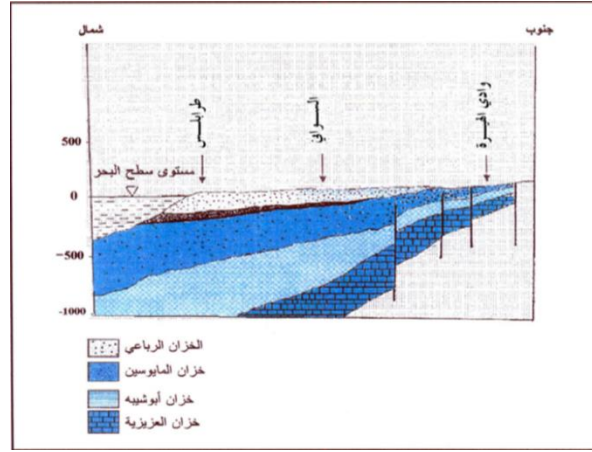 شمال
جنوب
طرابلس
السواني
وادي الهيرة
500
مستوى سطح البحر
0
-500
-1000
الخزان الرباعي
خزان المايوسين
خزان أبوشيبه
خزان العزيزية